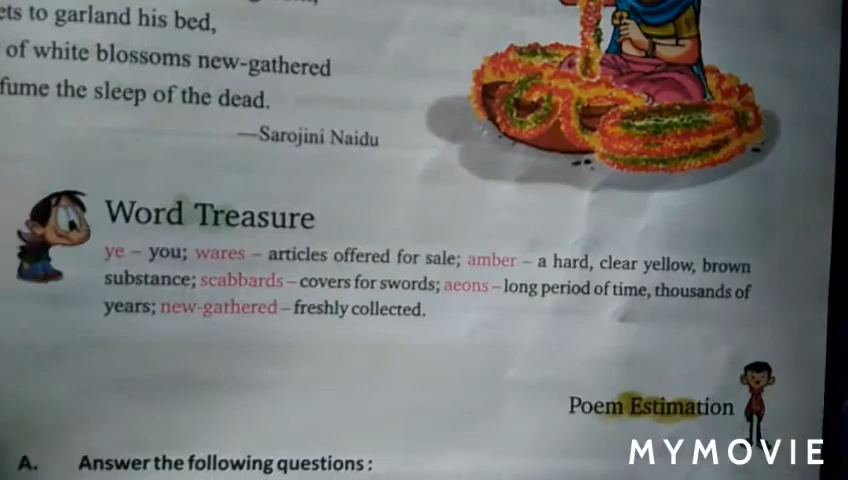 ets to garland his bed,
of white blossoms new-gathered
fume the sleep of the dead.
—Sarojini Naidu
Word Treasure
ye – you; wares – articles offered for sale; amber – a hard, clear yellow, brown
substance; scabbards – covers for swords; aeons – long period of time, thousands of
years; new-gathered – freshly collected.
Poem Estimation
A. Answer the following questions :
MYMOVIE